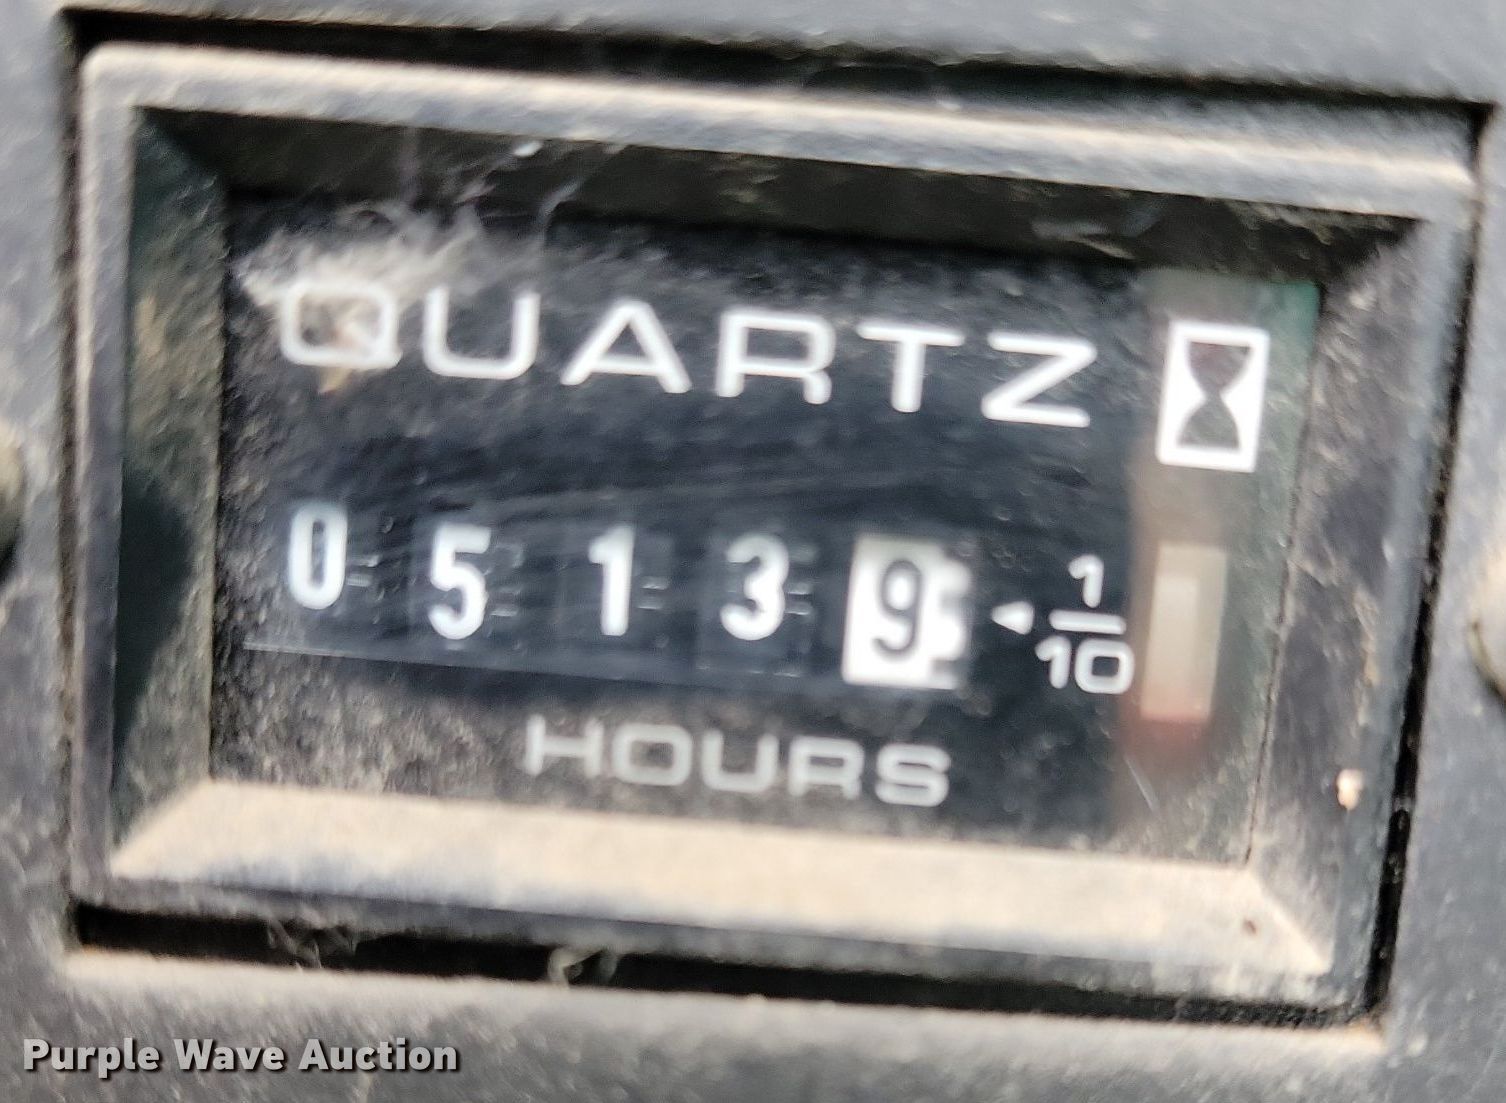 QUARTZ
0 5 1 3 9 ◄ 1/10
HOURS
Purple Wave Auction